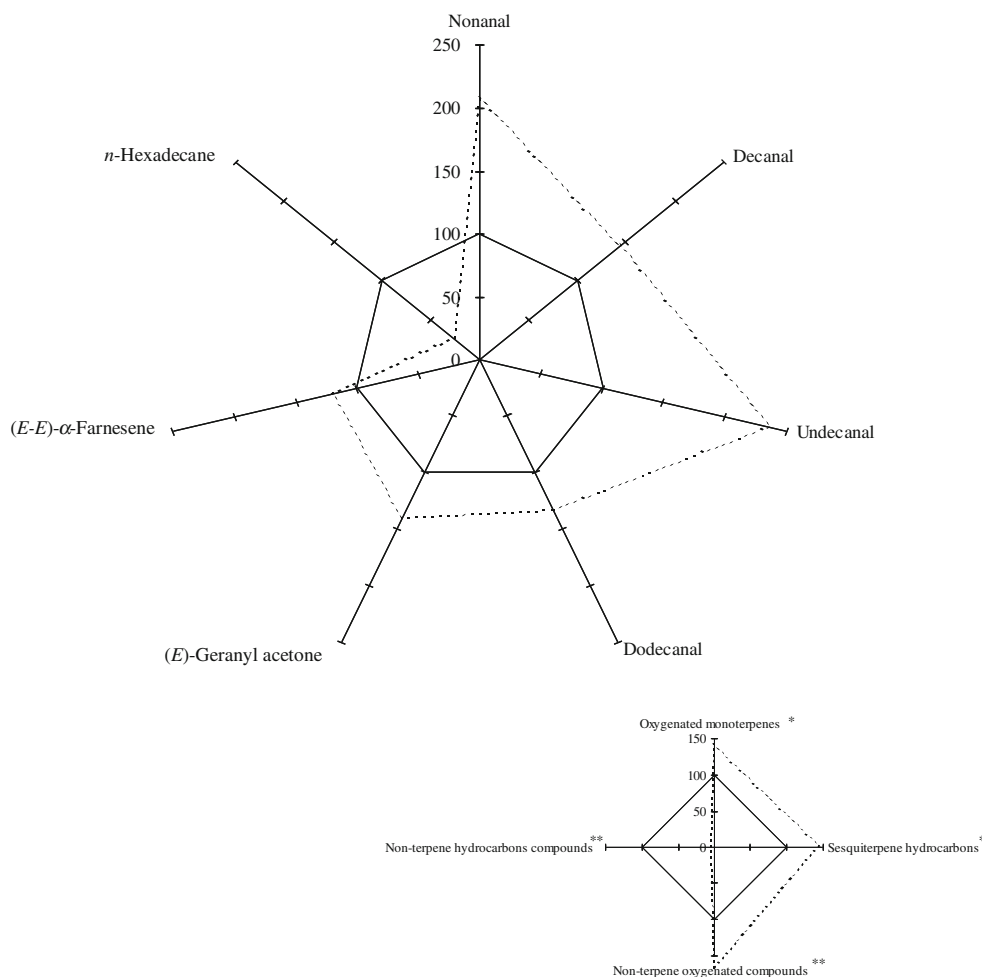 Nonanal
250
200
150
100
50
0
n-Hexadecane
Decanal
(E-E)-α-Farnesene
Undecanal
(E)-Geranyl acetone
Dodecanal
Oxygenated monoterpenes *
150
100
50
0
Non-terpene hydrocarbons compounds**
Sesquiterpene hydrocarbons*
Non-terpene oxygenated compounds **